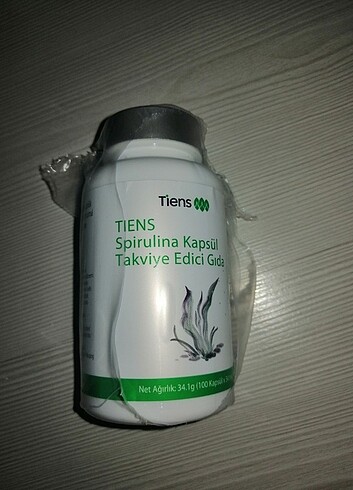 Tiens
TIENS
Spirulina Kapsül
Takviye Edici Gıda
Net Ağırlık: 34.1g (100 Kapsül x